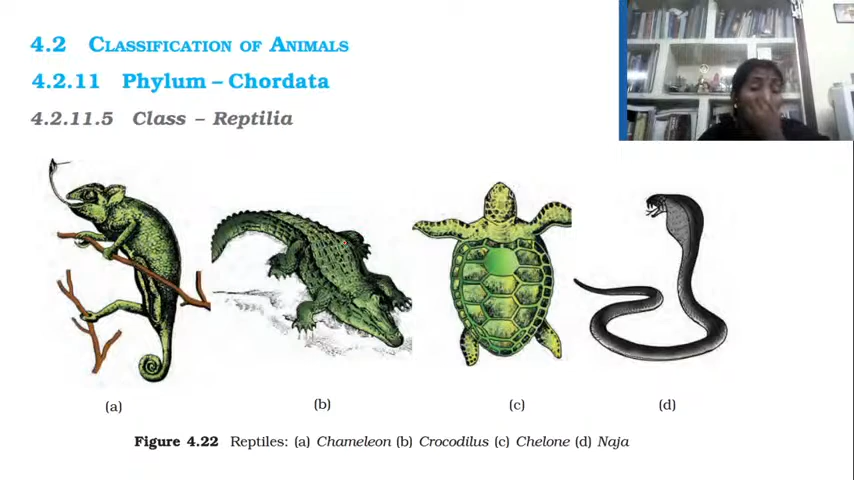 4.2 Classification of Animals
4.2.11 Phylum – Chordata
4.2.11.5 Class – Reptilia
(a)
(b)
(c)
(d)
Figure 4.22 Reptiles: (a) Chameleon (b) Crocodilus (c) Chelone (d) Naja